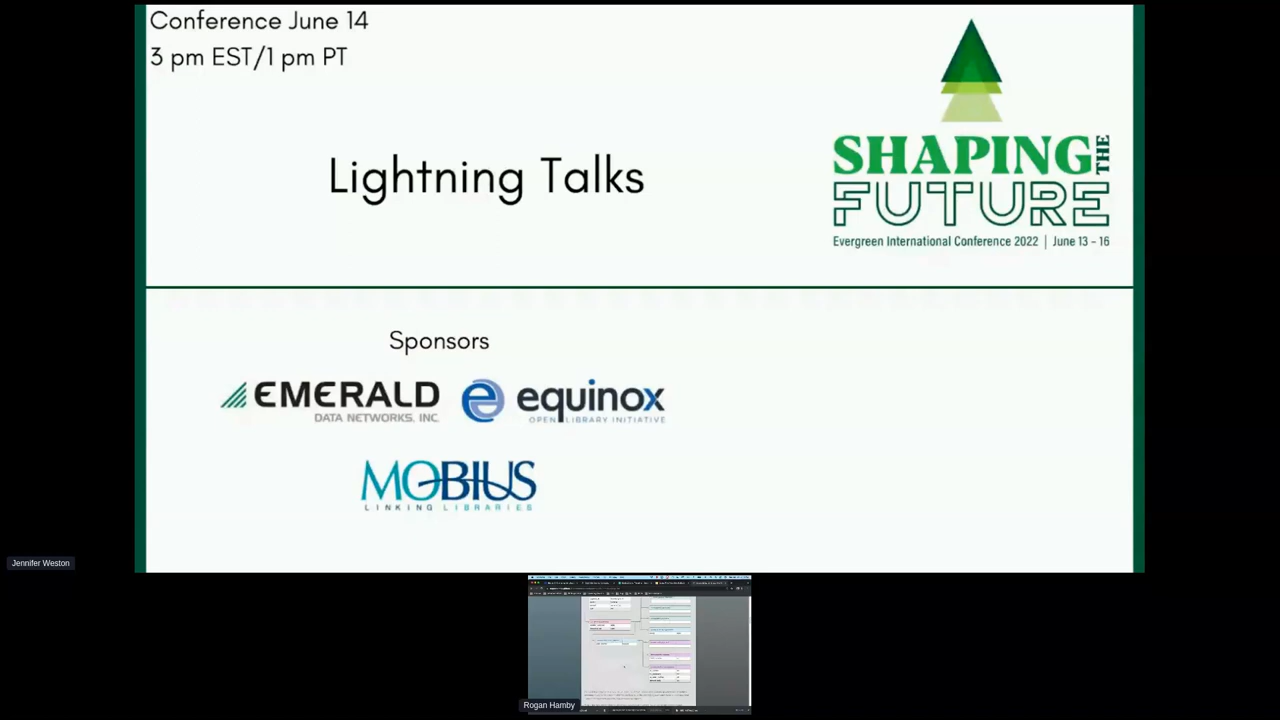 Conference June 14
3 pm EST/1 pm PT
Lightning Talks
SHAPING THE
FUTURE
Evergreen International Conference 2022 | June 13 - 16
Sponsors
EMERALD
DATA NETWORKS, INC.
equinox
OPEN LIBRARY INITIATIVE
MOBIUS
LINKING LIBRARIES
Jennifer Weston
Rogan Hamby